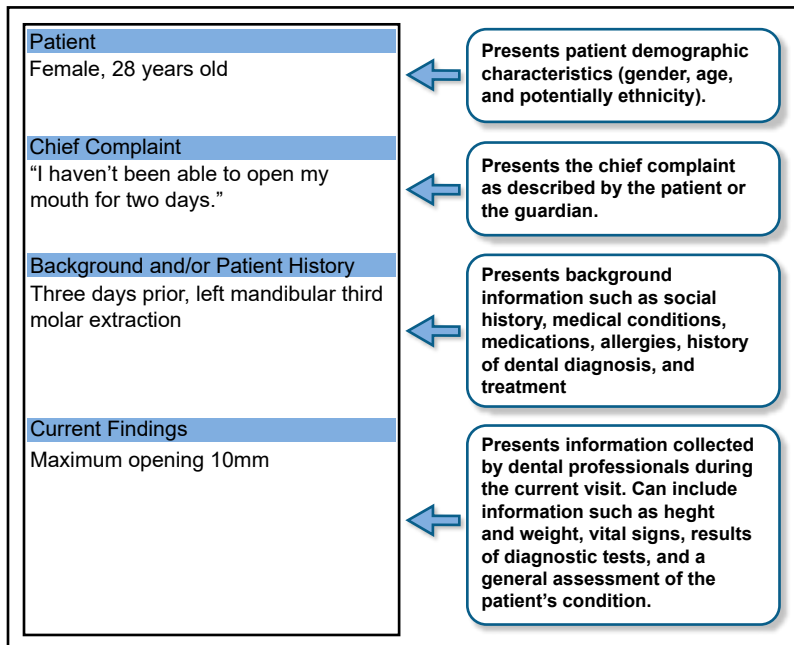 Patient
Female, 28 years old
Presents patient demographic
characteristics (gender, age,
and potentially ethnicity).
Chief Complaint
“I haven’t been able to open my
mouth for two days.”
Presents the chief complaint
as described by the patient or
the guardian.
Background and/or Patient History
Three days prior, left mandibular third
molar extraction
Presents background
information such as social
history, medical conditions,
medications, allergies, history
of dental diagnosis, and
treatment
Current Findings
Maximum opening 10mm
Presents information collected
by dental professionals during
the current visit. Can include
information such as heght
and weight, vital signs, results
of diagnostic tests, and a
general assessment of the
patient’s condition.